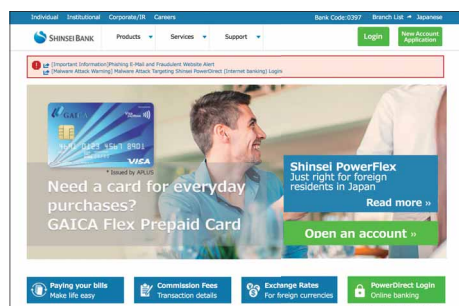 Individual Institutional Corporate/IR Careers Bank Code:0397 Branch List Japanese
SHINSEI BANK Products Services Support Login New Account
Application
[Important Information]Phishing E-Mail and Fraudulent Website Alert
[Malware Attack Warning] Malware Attack Targeting Shinsei PowerDirect (Internet banking) Login
GAICA
4691 0123 4567 8901
VISA
* Issued by APLUS
Need a card for everyday
purchases?
GAICA Flex Prepaid Card
Shinsei PowerFlex
Just right for foreign
residents in Japan
Read more »
Open an account »
Paying your bills
Make life easy
Commission Fees
Transaction details
Exchange Rates
For foreign currencies
PowerDirect Login
Online banking